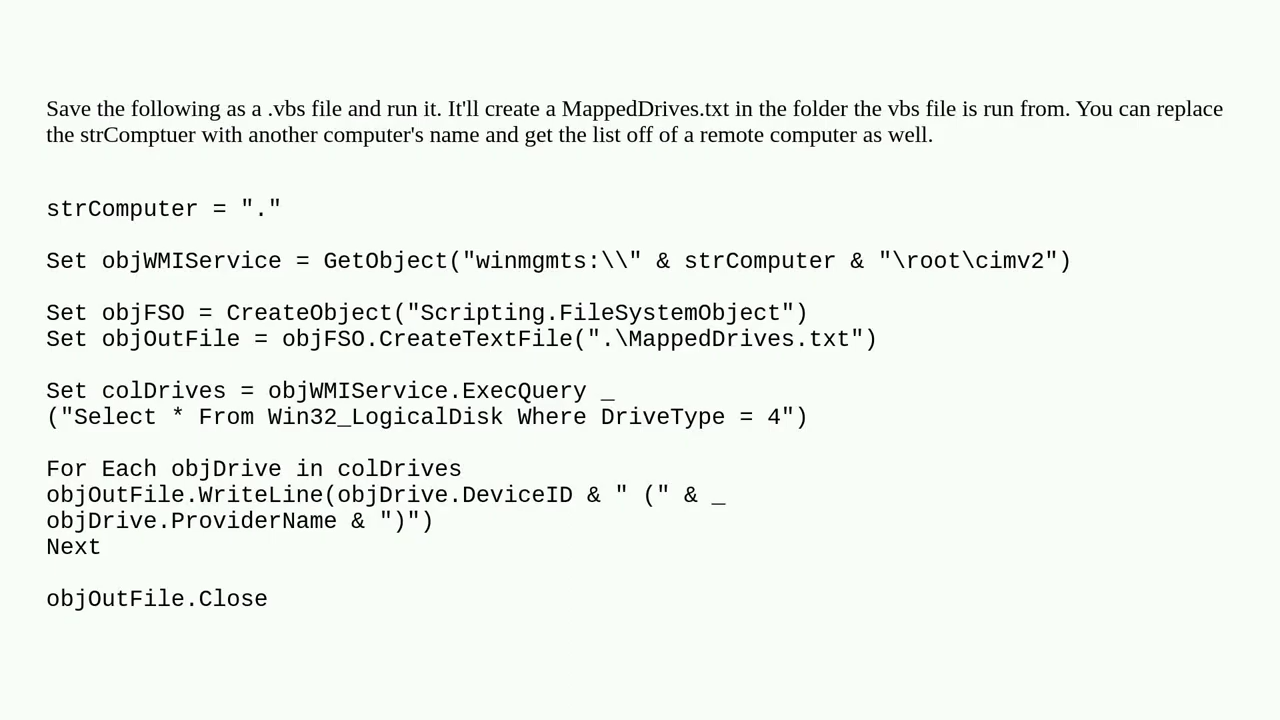 Save the following as a .vbs file and run it. It'll create a MappedDrives.txt in the folder the vbs file is run from. You can replace
the strComptuer with another computer's name and get the list off of a remote computer as well.
strComputer = "."
Set objWMIService = GetObject("winmgmts:\\" & strComputer & "\root\cimv2")
Set objFSO = CreateObject("Scripting.FileSystemObject")
Set objOutFile = objFSO.CreateTextFile(".\MappedDrives.txt")
Set colDrives = objWMIService.ExecQuery _
("Select * From Win32_LogicalDisk Where DriveType = 4")
For Each objDrive in colDrives
objOutFile.WriteLine(objDrive.DeviceID & " (" & _
objDrive.ProviderName & ")")
Next
objOutFile.Close